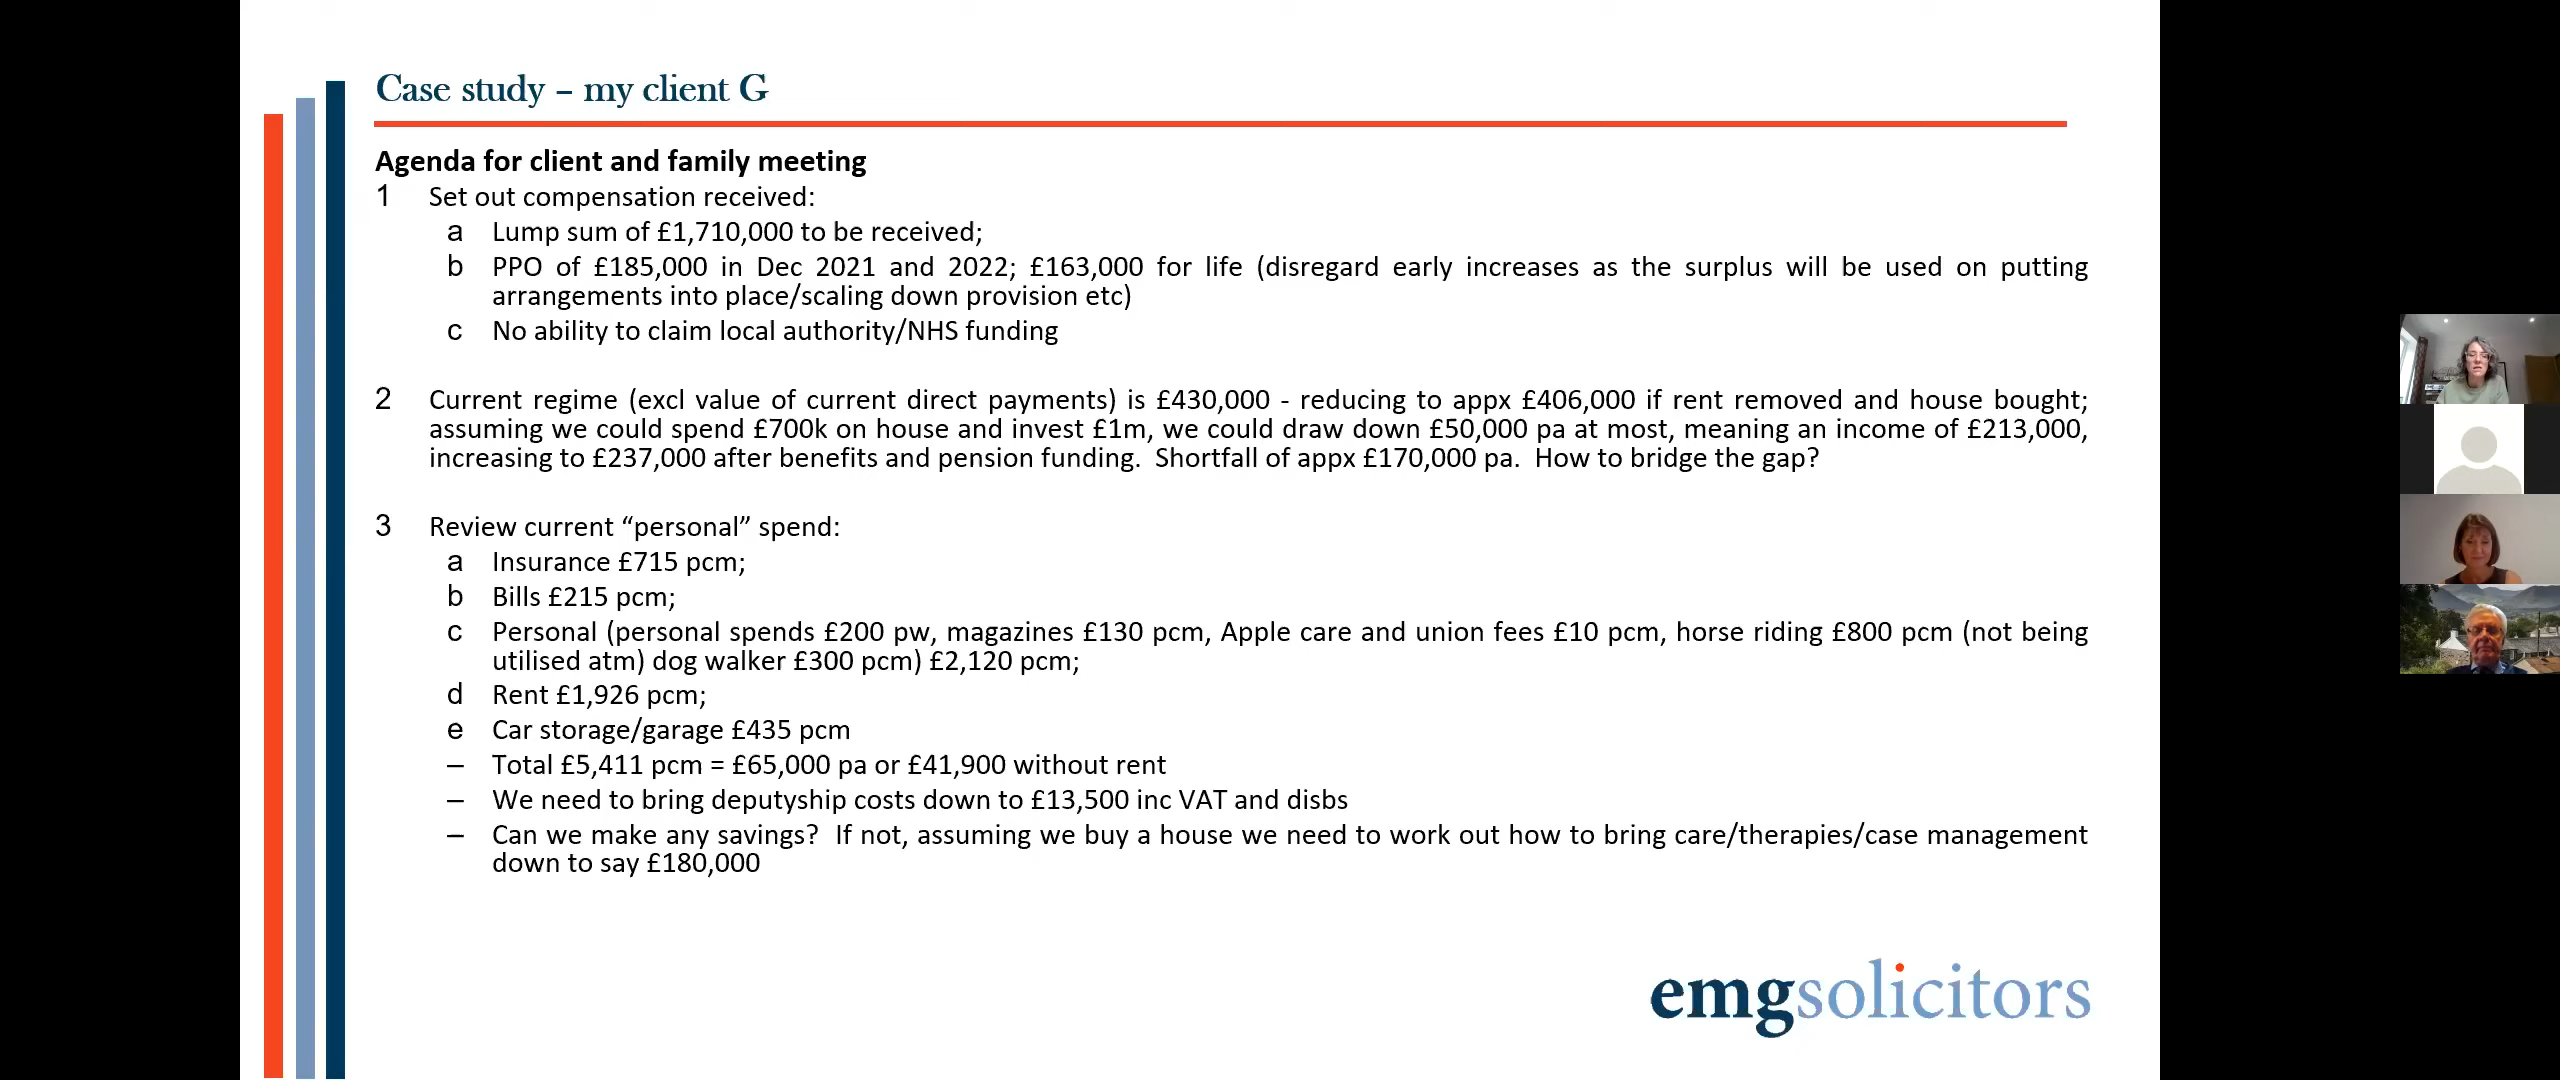 Case study – my client G
Agenda for client and family meeting
1 Set out compensation received:
a Lump sum of £1,710,000 to be received;
b PPO of £185,000 in Dec 2021 and 2022; £163,000 for life (disregard early increases as the surplus will be used on putting
arrangements into place/scaling down provision etc)
c No ability to claim local authority/NHS funding
2 Current regime (excl value of current direct payments) is £430,000 - reducing to appx £406,000 if rent removed and house bought;
assuming we could spend £700k on house and invest £1m, we could draw down £50,000 pa at most, meaning an income of £213,000,
increasing to £237,000 after benefits and pension funding. Shortfall of appx £170,000 pa. How to bridge the gap?
3 Review current “personal” spend:
a Insurance £715 pcm;
b Bills £215 pcm;
c Personal (personal spends £200 pw, magazines £130 pcm, Apple care and union fees £10 pcm, horse riding £800 pcm (not being
utilised atm) dog walker £300 pcm) £2,120 pcm;
d Rent £1,926 pcm;
e Car storage/garage £435 pcm
– Total £5,411 pcm = £65,000 pa or £41,900 without rent
– We need to bring deputyship costs down to £13,500 inc VAT and disbs
– Can we make any savings? If not, assuming we buy a house we need to work out how to bring care/therapies/case management
down to say £180,000
emgsolicitors